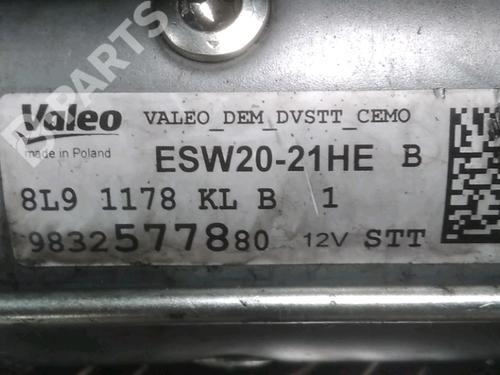 B-PARTS
Valeo VALEO_DEM_DVSTT_CEMO
made in Poland ESW20-21HE B
8L9 1178 KL B 1
9832577880 12V STT